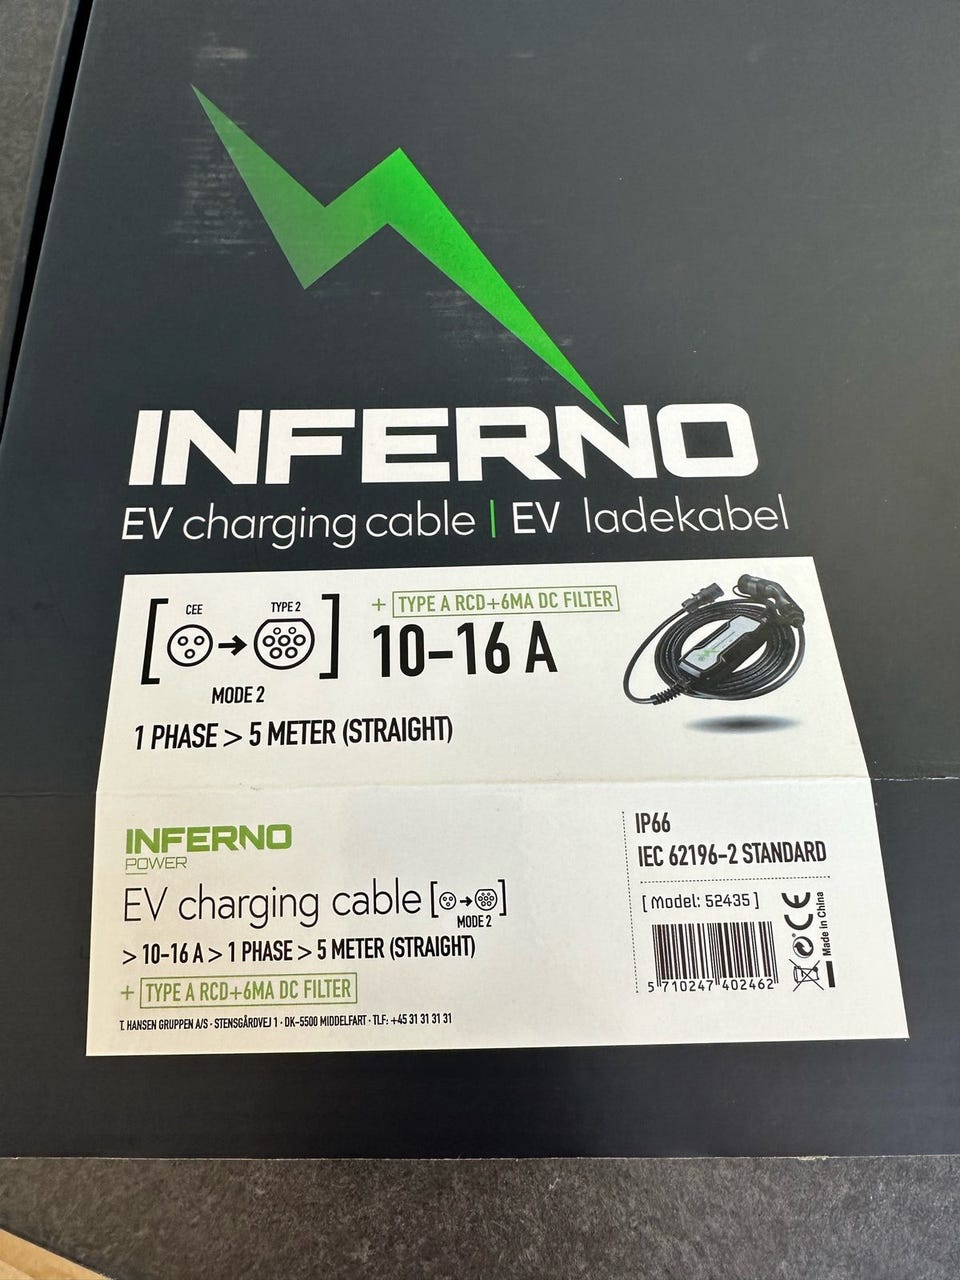 INFERNO
EV charging cable | EV ladekabel
CEE
TYPE 2
MODE 2
+ TYPE A RCD+6MA DC FILTER
10-16 A
1 PHASE > 5 METER (STRAIGHT)
INFERNO
POWER
EV charging cable
MODE 2
> 10-16 A > 1 PHASE > 5 METER (STRAIGHT)
+ TYPE A RCD+6MA DC FILTER
T. HANSEN GRUPPEN A/S · STENSGÅRDVEJ 1 · DK-5500 MIDDELFART · TLF: +45 31 31 31 31
IP66
IEC 62196-2 STANDARD
[ Model: 52435 ]
5 710247 402462
CE
Made in China